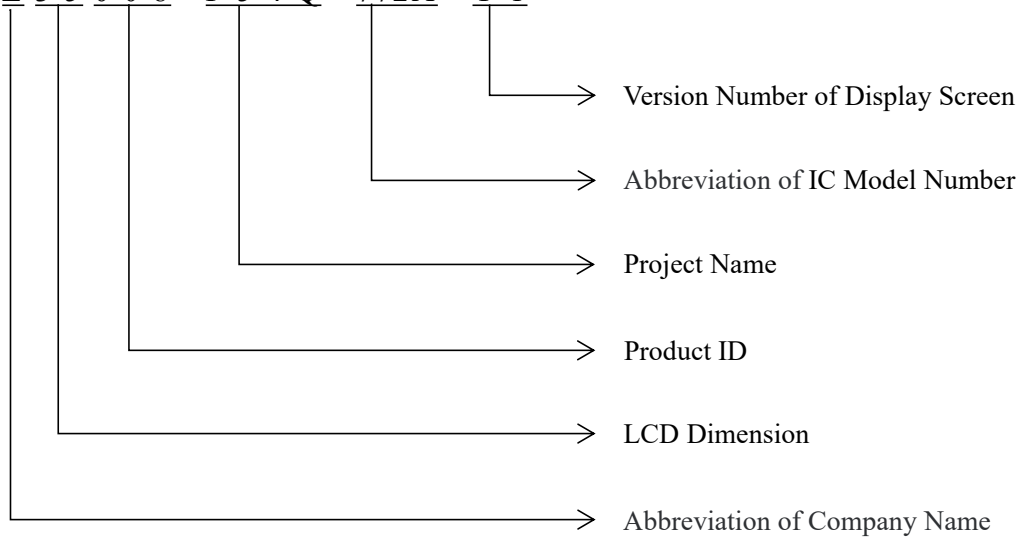 Version Number of Display Screen
Abbreviation of IC Model Number
Project Name
Product ID
LCD Dimension
Abbreviation of Company Name